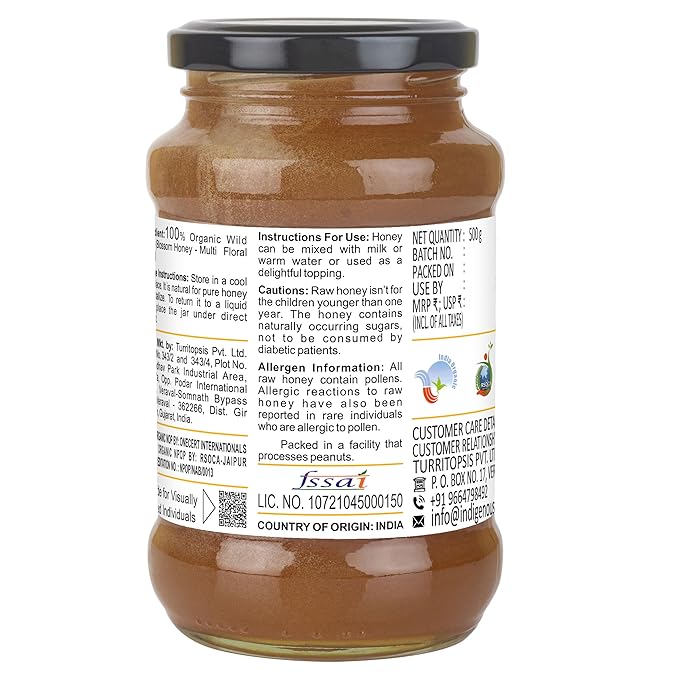 dient: 100% Organic Wild
Blossom Honey - Multi Floral
e Instructions: Store in a cool
ace. It is natural for pure honey
alize. To return it to a liquid
place the jar under direct
Mkt. by: Turritopsis Pvt. Ltd.
No. 343/2 and 343/4, Plot No.
dhav Park Industrial Area,
a, Opp. Podar International
Veraval-Somnath Bypass
eraval - 362266, Dist. Gir
Gujarat, India.
ORGANIC NOP BY: ONECERT INTERNATIONALS
ORGANIC NPOP BY: RSOCA-JAIPUR
EDITATION NO : NPOP/NAB/0013
e for Visually
ed Individuals
Instructions For Use: Honey
can be mixed with milk or
warm water or used as a
delightful topping.
Cautions: Raw honey isn't for
the children younger than one
year. The honey contains
naturally occurring sugars,
not to be consumed by
diabetic patients.
Allergen Information: All
raw honey contain pollens.
Allergic reactions to raw
honey have also been
reported in rare individuals
who are allergic to pollen.
Packed in a facility that
processes peanuts.
fssai
LIC. NO. 10721045000150
COUNTRY OF ORIGIN: INDIA
NET QUANTITY : 500 g
BATCH NO. :
PACKED ON :
USE BY :
MRP ₹; USP ₹ :
(INCL. OF ALL TAXES)
India Organic
RSOCA
CUSTOMER CARE DETA
CUSTOMER RELATIONSH
TURRITOPSIS PVT. LT
P. O. BOX NO. 17, VER
+91 9664798492
info@indigenous